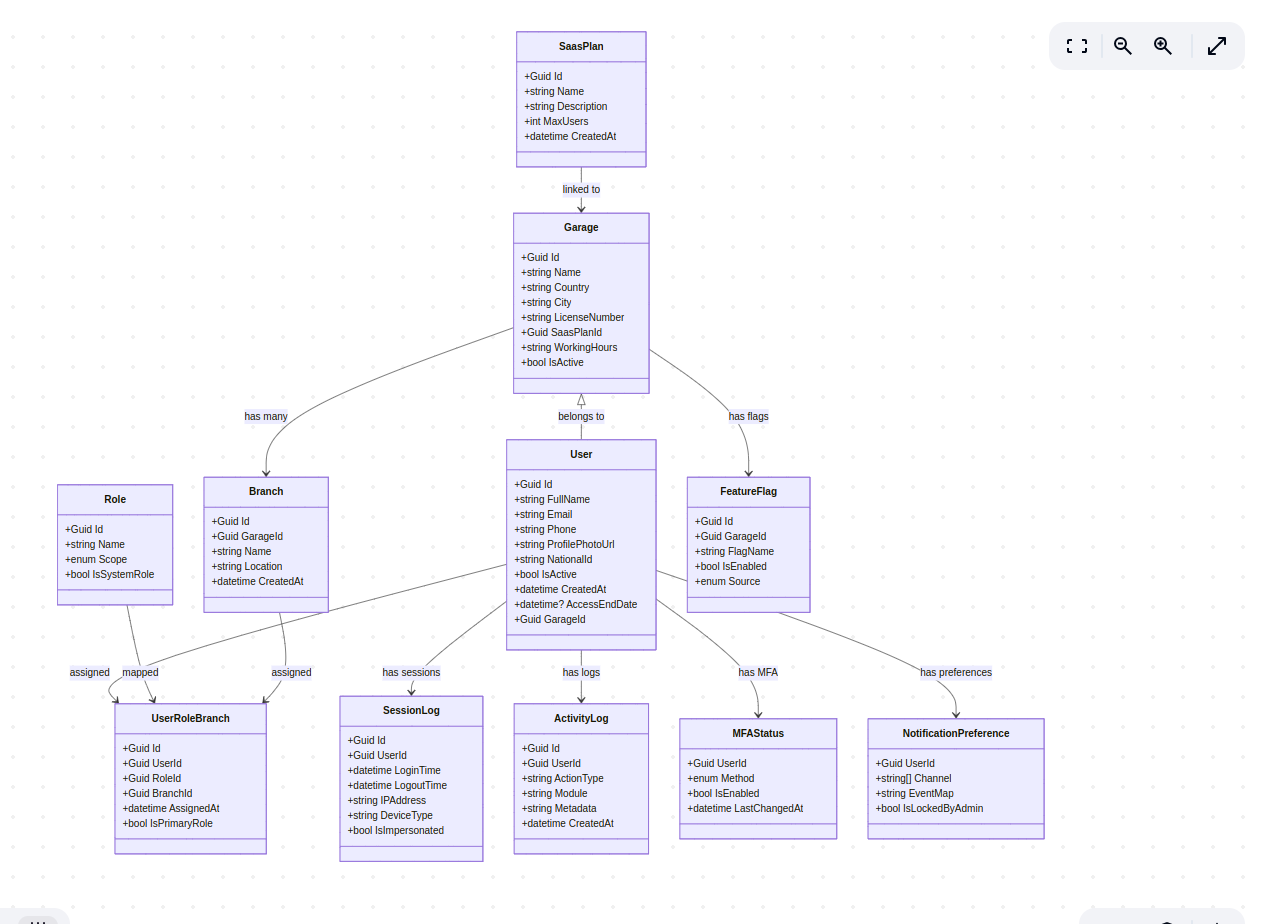 SaasPlan
+Guid Id
+string Name
+string Description
+int MaxUsers
+datetime CreatedAt
linked to
Garage
+Guid Id
+string Name
+string Country
+string City
+string LicenseNumber
+Guid SaasPlanId
+string WorkingHours
+bool IsActive
has many
belongs to
has flags
Role
+Guid Id
+string Name
+enum Scope
+bool IsSystemRole
Branch
+Guid Id
+Guid GarageId
+string Name
+string Location
+datetime CreatedAt
User
+Guid Id
+string FullName
+string Email
+string Phone
+string ProfilePhotoUrl
+string NationalId
+bool IsActive
+datetime CreatedAt
+datetime? AccessEndDate
+Guid GarageId
FeatureFlag
+Guid Id
+Guid GarageId
+string FlagName
+bool IsEnabled
+enum Source
assigned
mapped
assigned
has sessions
has logs
has MFA
has preferences
UserRoleBranch
+Guid Id
+Guid UserId
+Guid RoleId
+Guid BranchId
+datetime AssignedAt
+bool IsPrimaryRole
SessionLog
+Guid Id
+Guid UserId
+datetime LoginTime
+datetime LogoutTime
+string IPAddress
+string DeviceType
+bool IsImpersonated
ActivityLog
+Guid Id
+Guid UserId
+string ActionType
+string Module
+string Metadata
+datetime CreatedAt
MFAStatus
+Guid UserId
+enum Method
+bool IsEnabled
+datetime LastChangedAt
NotificationPreference
+Guid UserId
+string[] Channel
+string EventMap
+bool IsLockedByAdmin